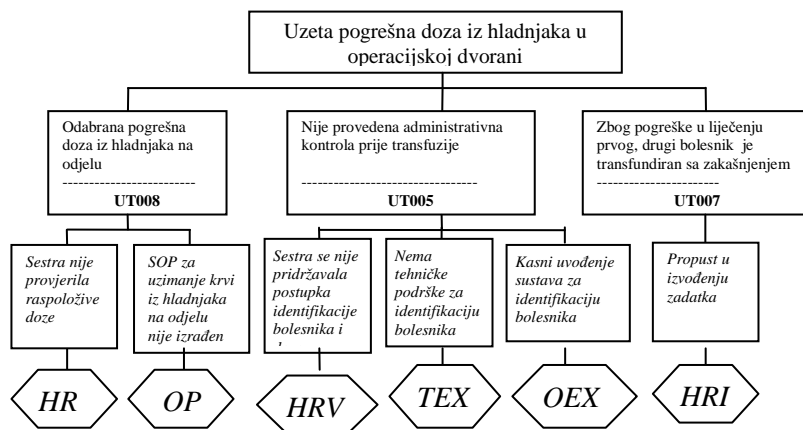 Uzeta pogrešna doza iz hladnjaka u
operacijskoj dvorani
Odabrana pogrešna
doza iz hladnjaka na
odjelu
-------------------------
UT008
Nije provedena administrativna
kontrola prije transfuzije
---------------------------------
UT005
Zbog pogreške u liječenju
prvog, drugi bolesnik je
transfundiran sa zakašnjenjem
-----------------------
UT007
Sestra nije
provjerila
raspoložive
doze
SOP za
uzimanje krvi
iz hladnjaka
na odjelu
nije izrađen
Sestra se nije
pridržavala
postupka
identifikacije
bolesnika i
Nema
tehničke
podrške za
identifikaciju
bolesnika
Kasni uvođenje
sustava za
identifikaciju
bolesnika
Propust u
izvođenju
zadatka
HR
OP
HRV
TEX
OEX
HRI